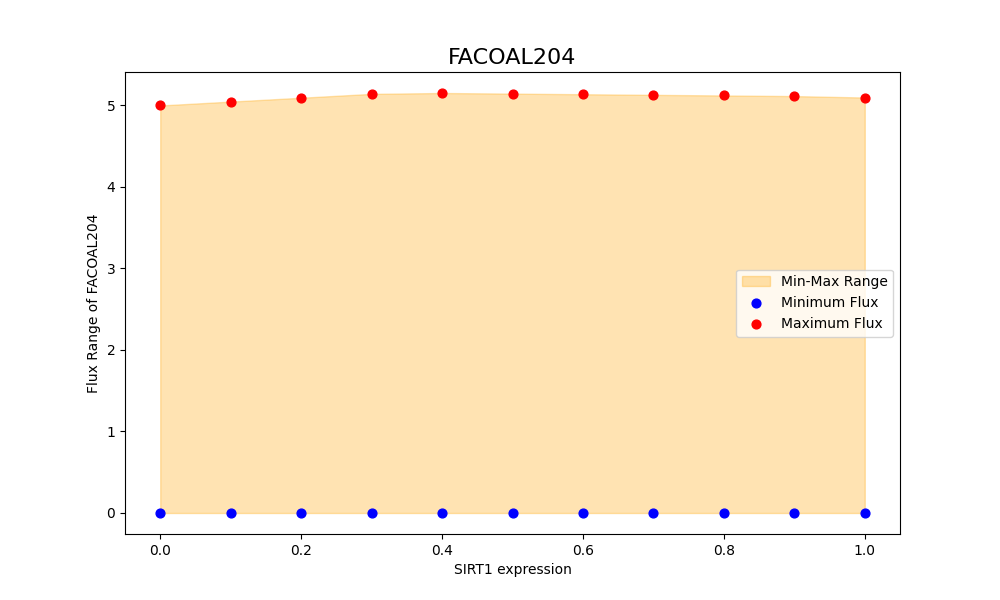 FACOAL204
Flux Range of FACOAL204
5
4
3
2
1
0
Min-Max Range
Minimum Flux
Maximum Flux
0.0 0.2 0.4 0.6 0.8 1.0
SIRT1 expression